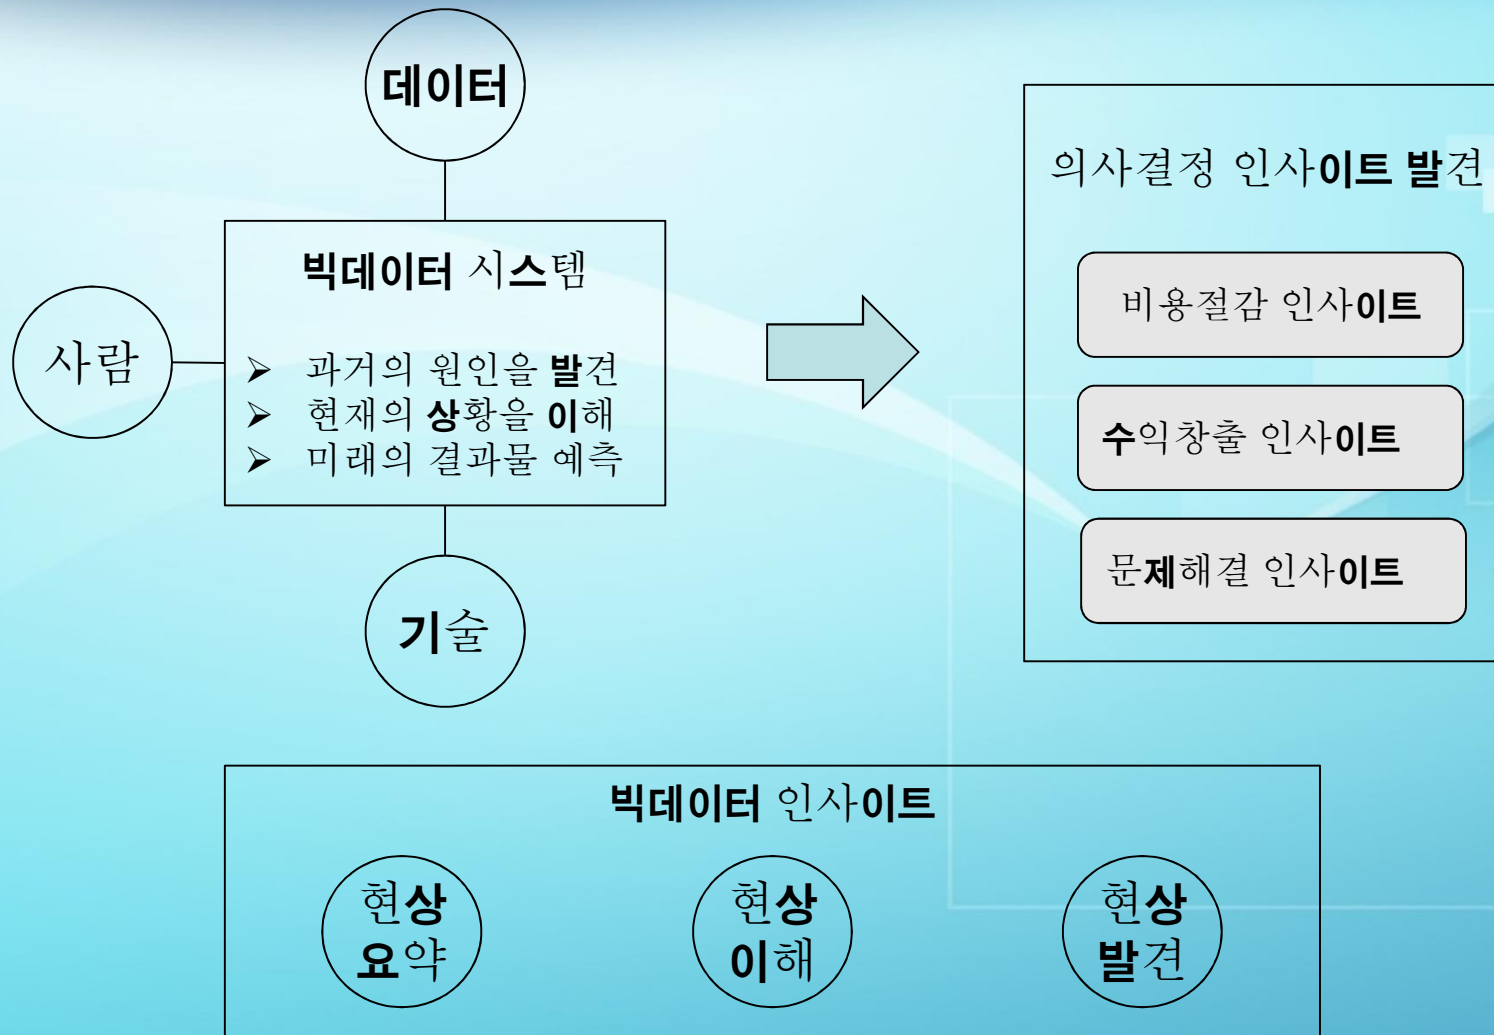 데이터
의사결정 인사이트 발견
빅데이터 시스템
비용절감 인사이트
사람
➢ 과거의 원인을 발견
➢ 현재의 상황을 이해
➢ 미래의 결과물 예측
수익창출 인사이트
문제해결 인사이트
기술
빅데이터 인사이트
현상
요약
현상
이해
현상
발견